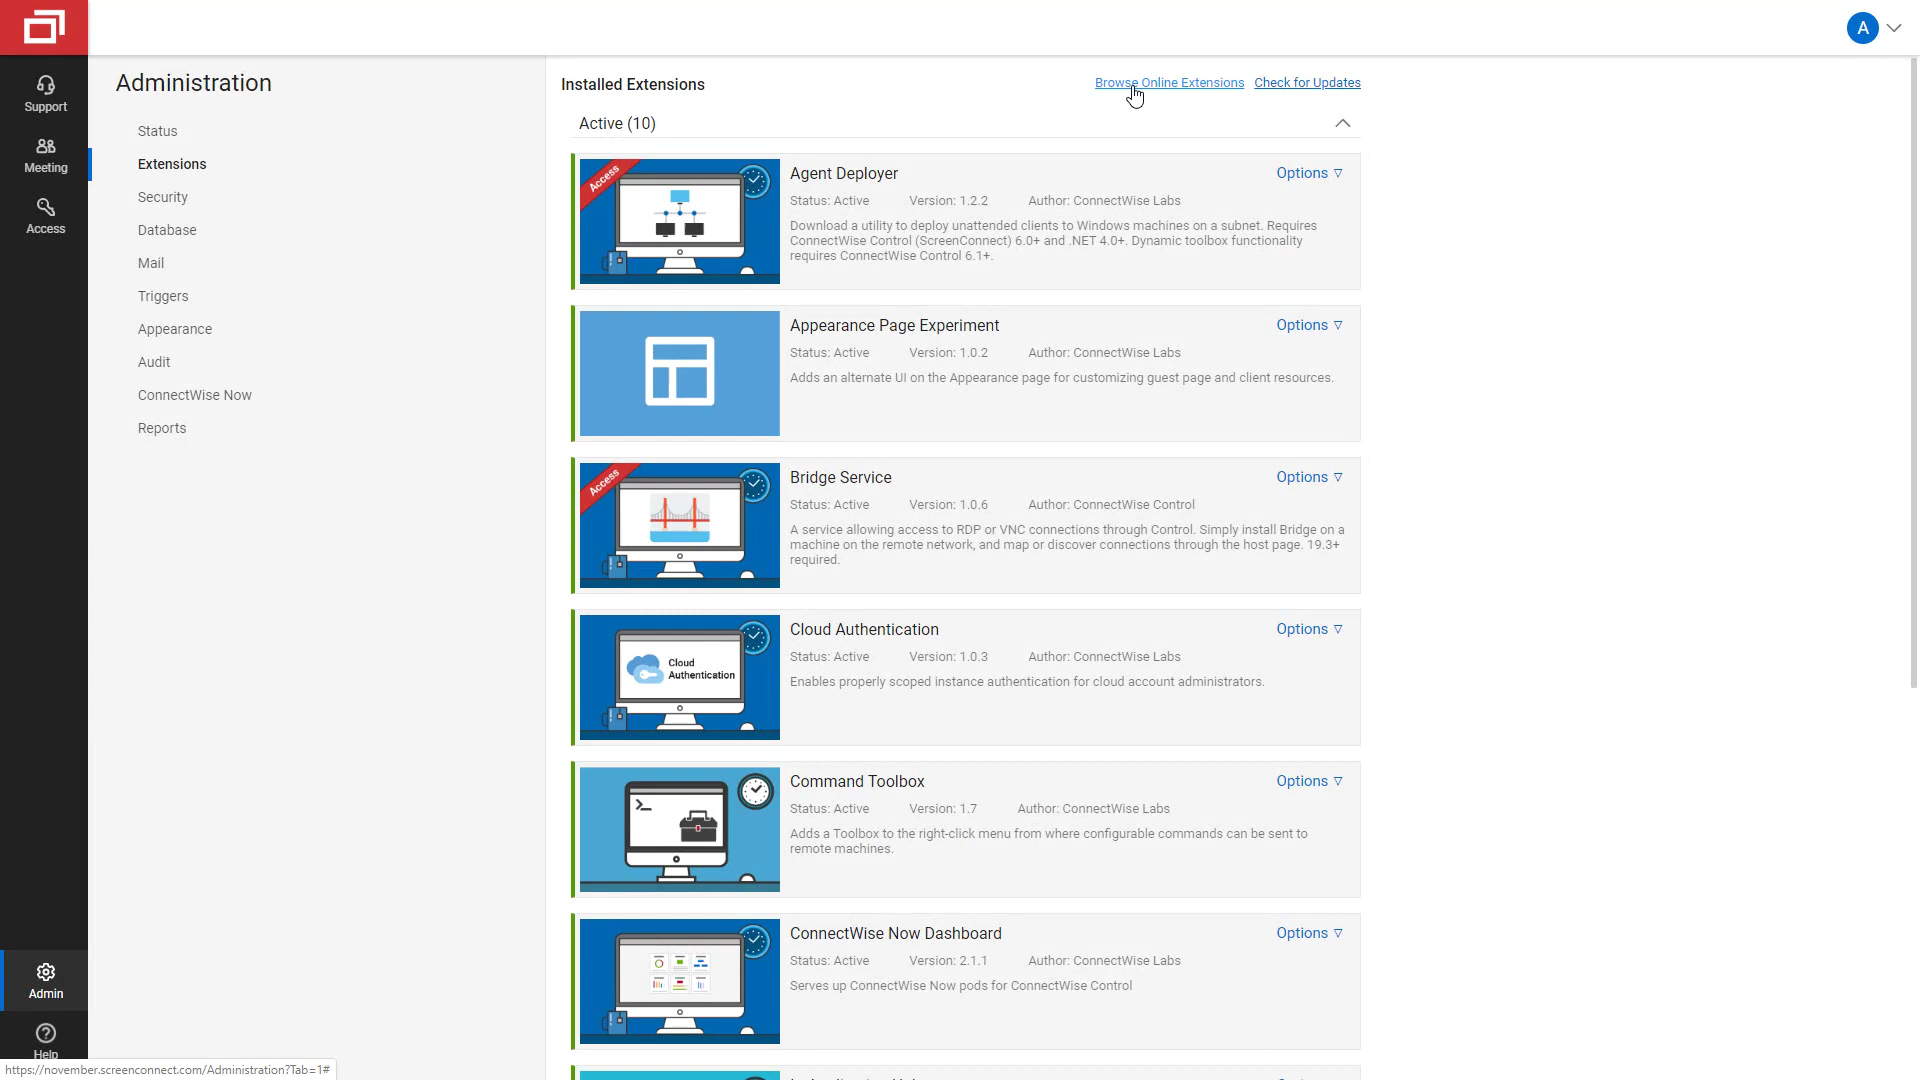 A
Support
Meeting
Access
Admin
Help
Administration
Status
Extensions
Security
Database
Mail
Triggers
Appearance
Audit
ConnectWise Now
Reports
Installed Extensions
Browse Online Extensions
Check for Updates
Active (10)
Access
Agent Deployer
Options
Status: Active Version: 1.2.2 Author: ConnectWise Labs
Download a utility to deploy unattended clients to Windows machines on a subnet. Requires
ConnectWise Control (ScreenConnect) 6.0+ and .NET 4.0+. Dynamic toolbox functionality
requires ConnectWise Control 6.1+.
Appearance Page Experiment
Options
Status: Active Version: 1.0.2 Author: ConnectWise Labs
Adds an alternate UI on the Appearance page for customizing guest page and client resources.
Access
Bridge Service
Options
Status: Active Version: 1.0.6 Author: ConnectWise Control
A service allowing access to RDP or VNC connections through Control. Simply install Bridge on a
machine on the remote network, and map or discover connections through the host page. 19.3+
required.
Cloud
Authentication
Cloud Authentication
Options
Status: Active Version: 1.0.3 Author: ConnectWise Labs
Enables properly scoped instance authentication for cloud account administrators.
Command Toolbox
Options
Status: Active Version: 1.7 Author: ConnectWise Labs
Adds a Toolbox to the right-click menu from where configurable commands can be sent to
remote machines.
ConnectWise Now Dashboard
Options
Status: Active Version: 2.1.1 Author: ConnectWise Labs
Serves up ConnectWise Now pods for ConnectWise Control
https://november.screenconnect.com/Administration?Tab=1#